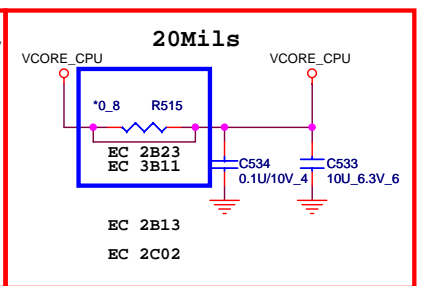 20Mils
VCORE_CPU
VCORE_CPU
*0_8
R515
EC 2B23
EC 3B11
C534
0.1U/10V_4
C533
10U_6.3V_6
EC 2B13
EC 2C02